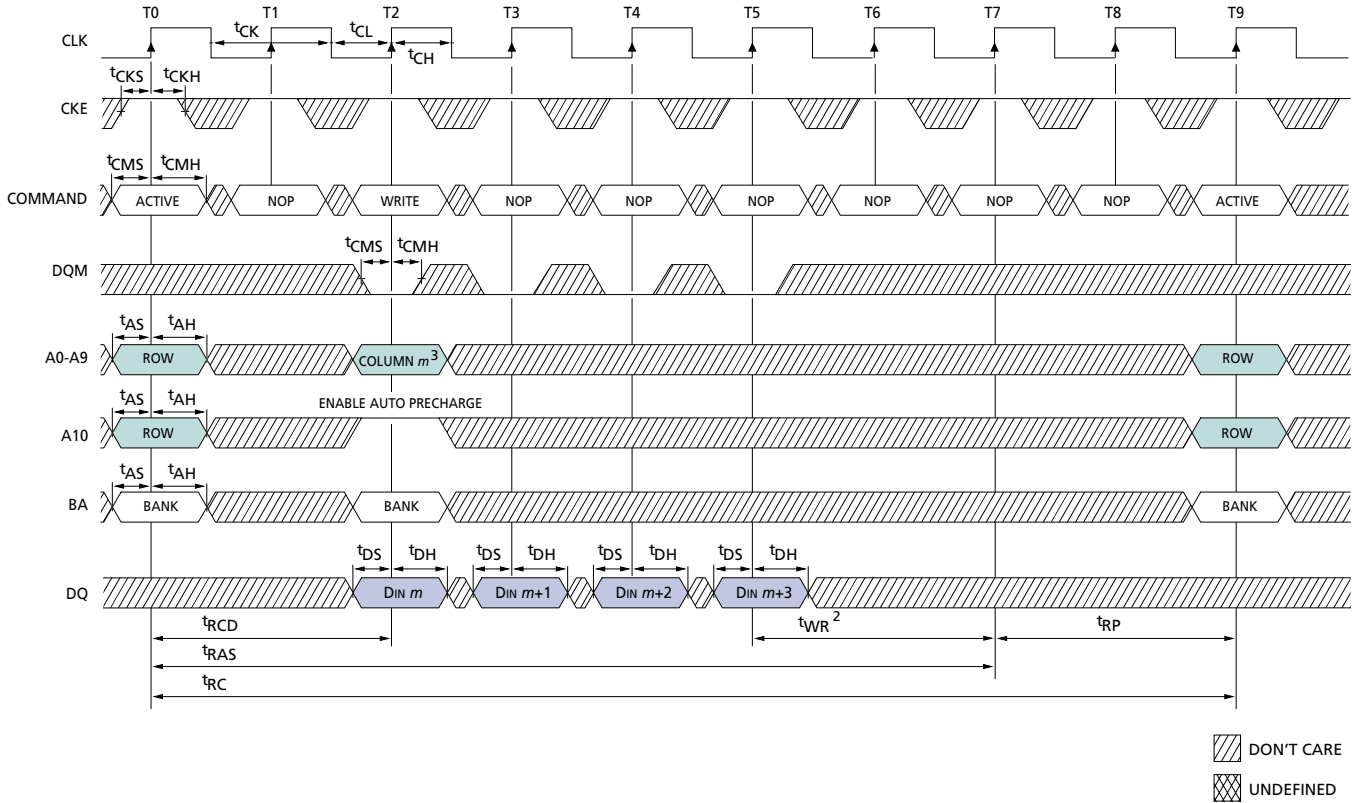 T0 T1 T2 T3 T4 T5 T6 T7 T8 T9
CLK
tCK tCL
tCH
tCKS tCKH
CKE
tCMS tCMH
COMMAND ACTIVE NOP WRITE NOP NOP NOP NOP NOP NOP ACTIVE
tCMS tCMH
DQM
tAS tAH
A0-A9 ROW COLUMN m3 ROW
ENABLE AUTO PRECHARGE
tAS tAH
A10 ROW ROW
tAS tAH
BA BANK BANK BANK
tDS tDH tDS tDH tDS tDH tDS tDH
DQ DIN m DIN m+1 DIN m+2 DIN m+3
tRCD tWR2 tRP
tRAS
tRC
DON'T CARE
UNDEFINED